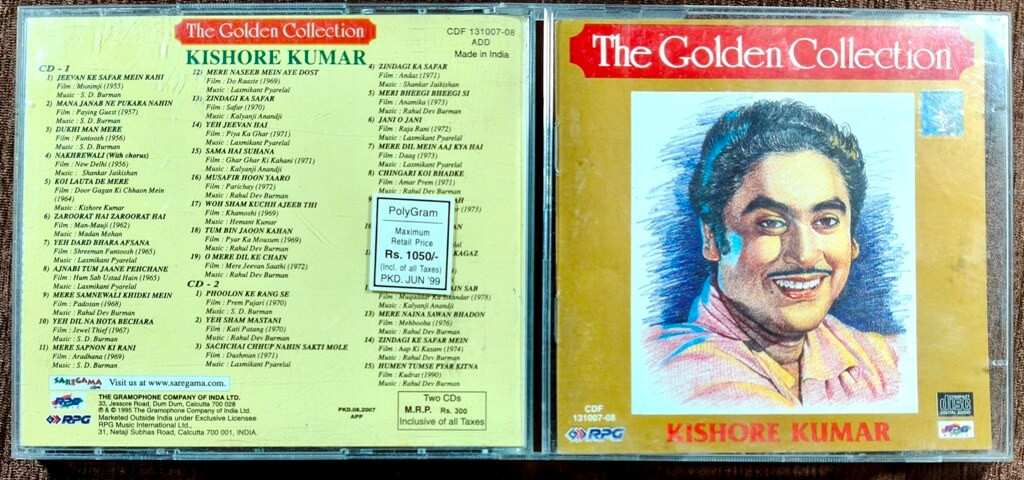 The Golden Collection
KISHORE KUMAR
CDF 131007-08
ADD
Made in India
CD - 1
1) JEEVAN KE SAFAR MEIN RAHI
Film : Munimji (1955)
Music : S. D. Burman
2) MANA JANAB NE PUKARA NAHIN
Film : Paying Guest (1957)
Music : S. D. Burman
3) DUKHI MAN MERE
Film : Funtoosh (1956)
Music : S. D. Burman
4) NAKHREWALI (With chorus)
Film : New Delhi (1956)
Music : Shankar Jaikishan
5) KOI LAUTA DE MERE
Film : Door Gagan Ki Chhaon Mein
(1964)
Music : Kishore Kumar
6) ZAROORAT HAI ZAROORAT HAI
Film : Man-Mauji (1962)
Music : Madan Mohan
7) YEH DARD BHARA AFSANA
Film : Shreeman Funtoosh (1965)
Music : Laxmikant Pyarelal
8) AJNABI TUM JAANE PEHCHANE
Film : Hum Sab Ustad Hain (1965)
Music : Laxmikant Pyarelal
9) MERE SAMNEWALI KHIDKI MEIN
Film : Padosan (1968)
Music : Rahul Dev Burman
10) YEH DIL NA HOTA BECHARA
Film : Jewel Thief (1967)
Music : S. D. Burman
11) MERE SAPNON KI RANI
Film : Aradhana (1969)
Music : S. D. Burman
12) MERE NASEEB MEIN AYE DOST
Film : Do Raaste (1969)
Music : Laxmikant Pyarelal
13) ZINDAGI KA SAFAR
Film : Safar (1970)
Music : Kalyanji Anandji
14) YEH JEEVAN HAI
Film : Piya Ka Ghar (1971)
Music : Laxmikant Pyarelal
15) SAMA HAI SUHANA
Film : Ghar Ghar Ki Kahani (1971)
Music : Kalyanji Anandji
16) MUSAFIR HOON YAARO
Film : Parichay (1972)
Music : Rahul Dev Burman
17) WOH SHAM KUCHH AJEEB THI
Film : Khamoshi (1969)
Music : Hemant Kumar
18) TUM BIN JAOON KAHAN
Film : Pyar Ka Mousum (1969)
Music : Rahul Dev Burman
19) O MERE DIL KE CHAIN
Film : Mere Jeevan Saathi (1972)
Music : Rahul Dev Burman
CD - 2
1) PHOOLON KE RANG SE
Film : Prem Pujari (1970)
Music : S. D. Burman
2) YEH SHAM MASTANI
Film : Kati Patang (1970)
Music : Rahul Dev Burman
3) SACHCHAI CHHUP NAHIN SAKTI MOLE
Film : Dushman (1971)
Music : Laxmikant Pyarelal
4) ZINDAGI KA SAFAR
Film : Andaz (1971)
Music : Shankar Jaikishan
5) MERI BHEEGI BHEEGI SI
Film : Anamika (1973)
Music : Rahul Dev Burman
6) JANI O JANI
Film : Raja Rani (1972)
Music : Laxmikant Pyarelal
7) MERE DIL MEIN AAJ KYA HAI
Film : Daag (1973)
Music : Laxmikant Pyarelal
8) CHINGARI KOI BHADKE
Film : Amar Prem (1971)
Music : Rahul Dev Burman
(1973)
KAGAZ
SAB
Muqaddar Ka Sikandar (1978)
Music : Kalyanji Anandji
13) MERE NAINA SAWAN BHADON
Film : Mehbooba (1976)
Music : Rahul Dev Burman
14) ZINDAGI KE SAFAR MEIN
Film : Aap Ki Kasam (1974)
Music : Rahul Dev Burman
15) HUMEN TUMSE PYAR KITNA
Film : Kudrat (1990)
Music : Rahul Dev Burman
PolyGram
Maximum
Retail Price
Rs. 1050/-
(Incl. of all Taxes)
PKD. JUN '99
SAREGAMA
.com
Visit us at www.saregama.com.
THE GRAMOPHONE COMPANY OF INDIA LTD.
33, Jessore Road, Dum Dum, Calcutta 700 028
℗ & © 1995 The Gramophone Company of India Ltd.
Marketed Outside India under Exclusive Licensee
RPG Music International Ltd.,
31, Netaji Subhas Road, Calcutta 700 001, INDIA.
RPG
PKD.08.2007
APP
Two CDs
M.R.P. Rs. 300
Inclusive of all Taxes
The Golden Collection
CDF
131007-08
RPG
KISHORE KUMAR
COMPACT
disc
DIGITAL AUDIO